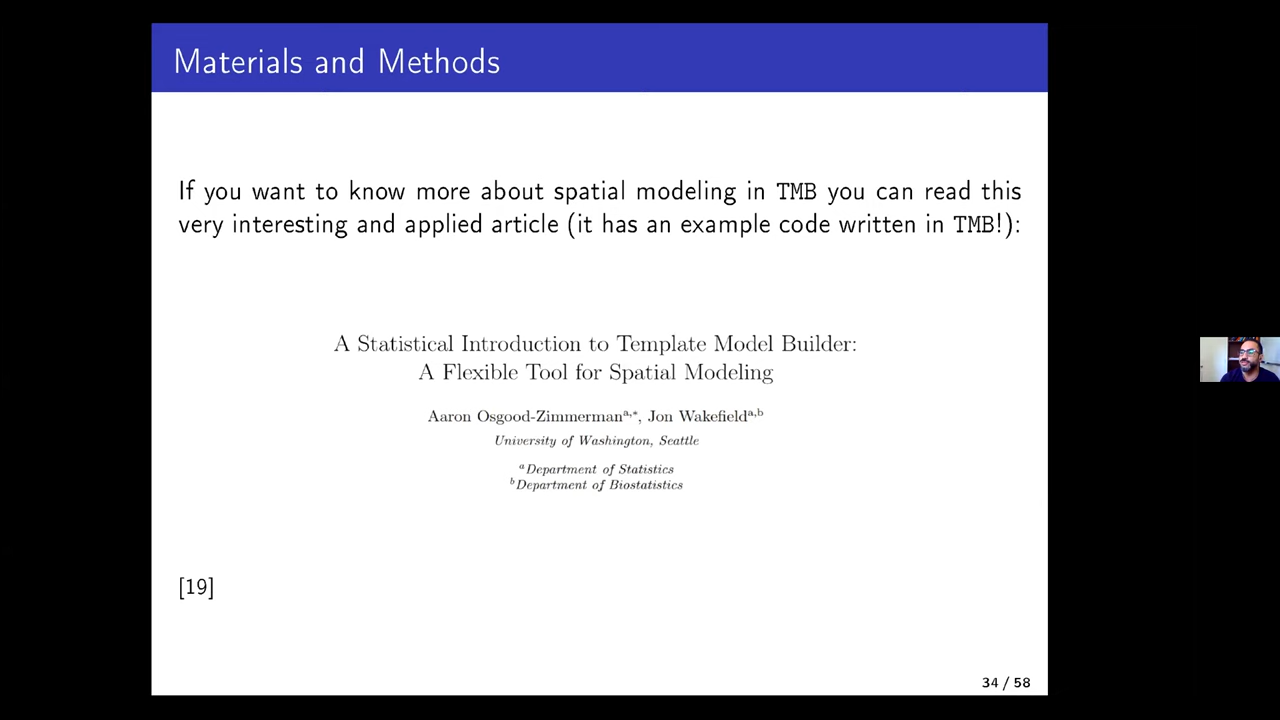 Materials and Methods
If you want to know more about spatial modeling in TMB you can read this
very interesting and applied article (it has an example code written in TMB!):
A Statistical Introduction to Template Model Builder:
A Flexible Tool for Spatial Modeling
Aaron Osgood-Zimmermanᵃ,*, Jon Wakefieldᵃ,ᵇ
University of Washington, Seattle
ᵃDepartment of Statistics
ᵇDepartment of Biostatistics
[19]
34 / 58